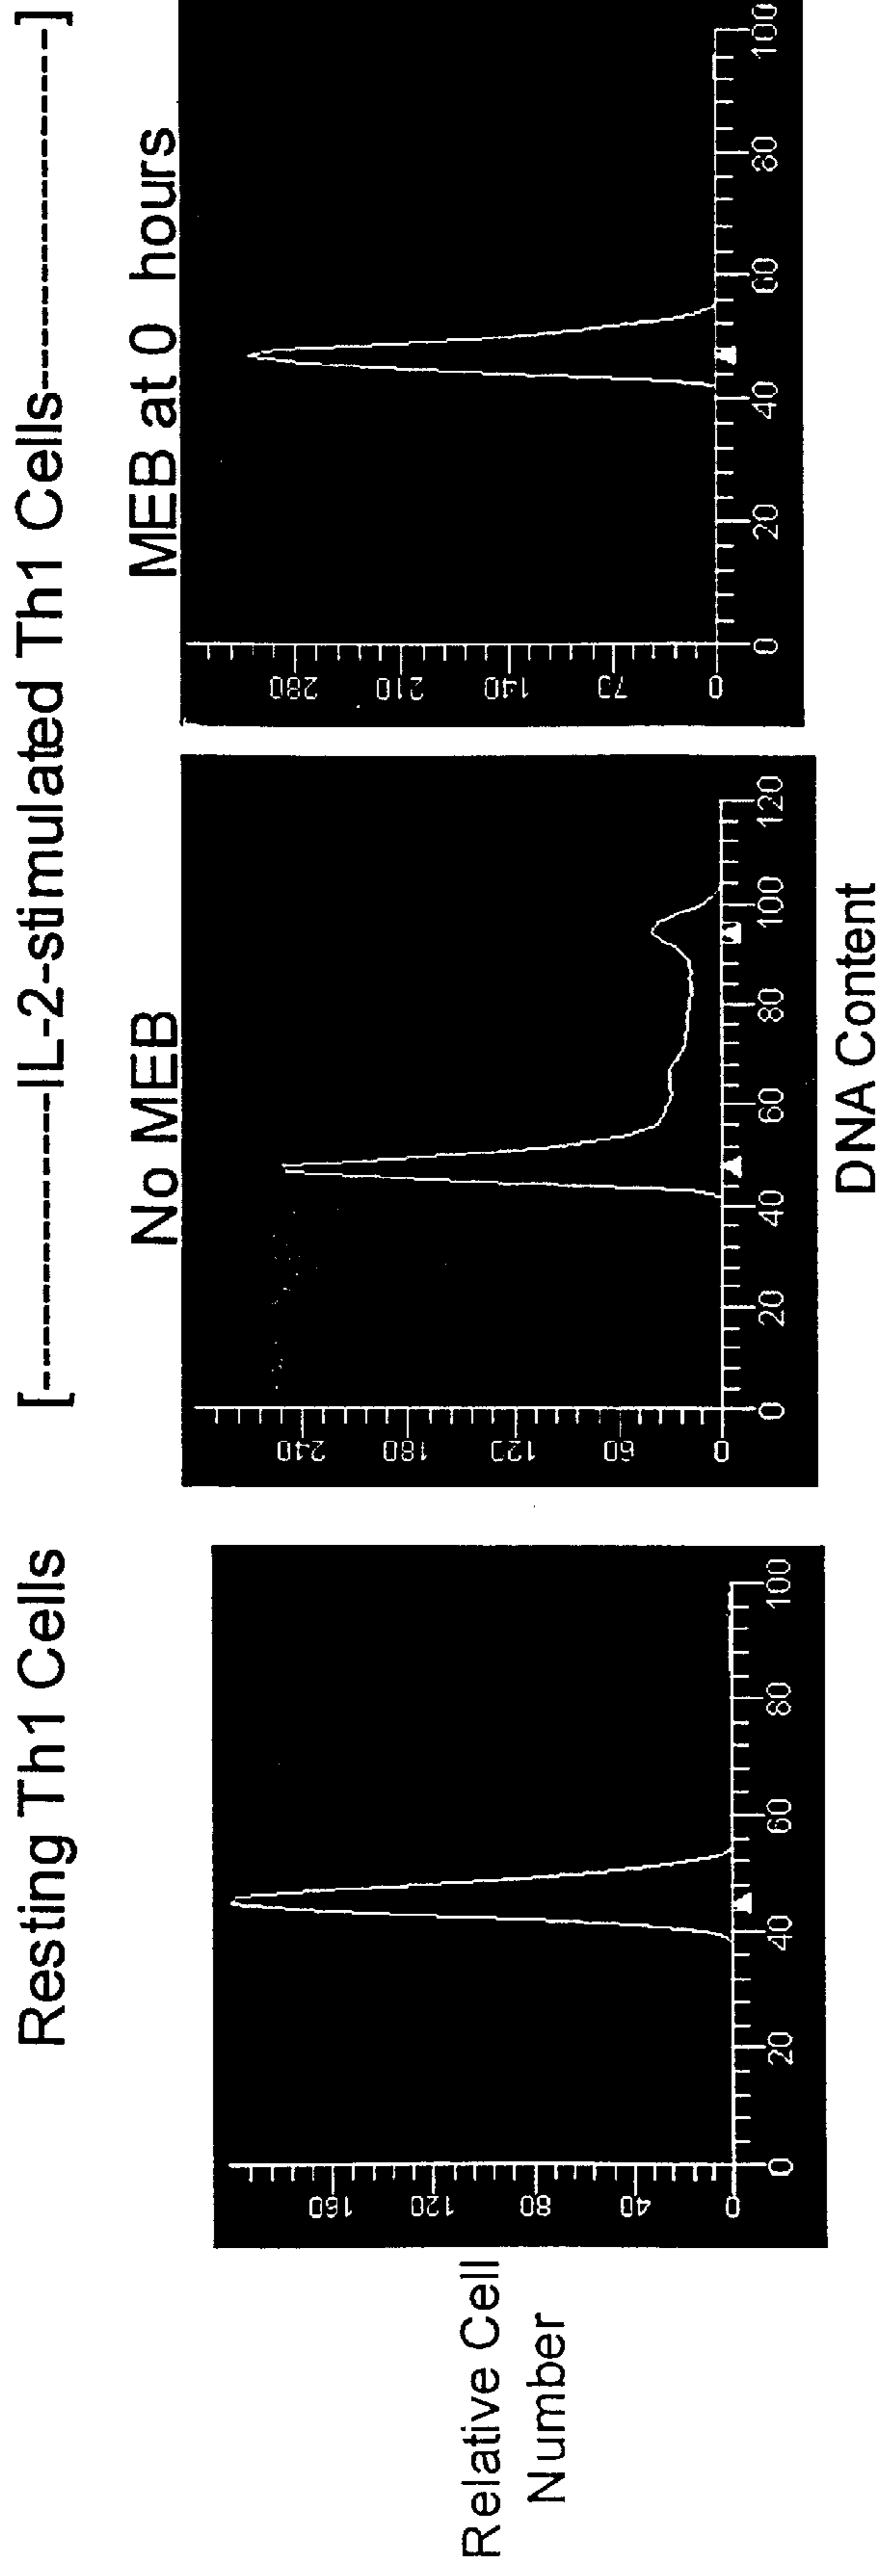 Resting Th1 Cells [------------IL-2-stimulated Th1 Cells--------------------]
No MEB MEB at 0 hours
Relative Cell
Number
160
120
80
40
0
0 20 40 60 80 100
240
180
120
60
0
0 20 40 60 80 100 120
280
210
140
73
0
0 20 40 60 80 100
DNA Content